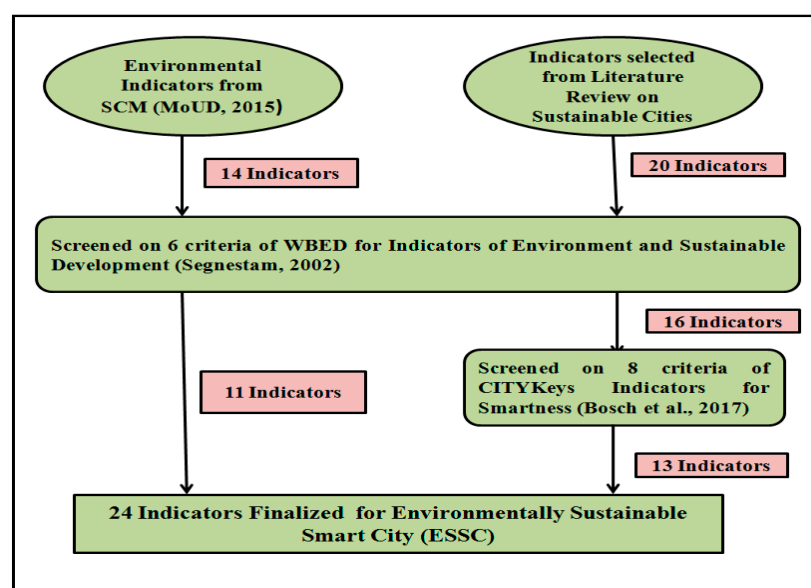 Environmental
Indicators from
SCM (MoUD, 2015)
Indicators selected
from Literature
Review on
Sustainable Cities
14 Indicators
20 Indicators
Screened on 6 criteria of WBED for Indicators of Environment and Sustainable
Development (Segnestam, 2002)
16 Indicators
11 Indicators
Screened on 8 criteria of
CITYKeys Indicators for
Smartness (Bosch et al., 2017)
13 Indicators
24 Indicators Finalized for Environmentally Sustainable
Smart City (ESSC)